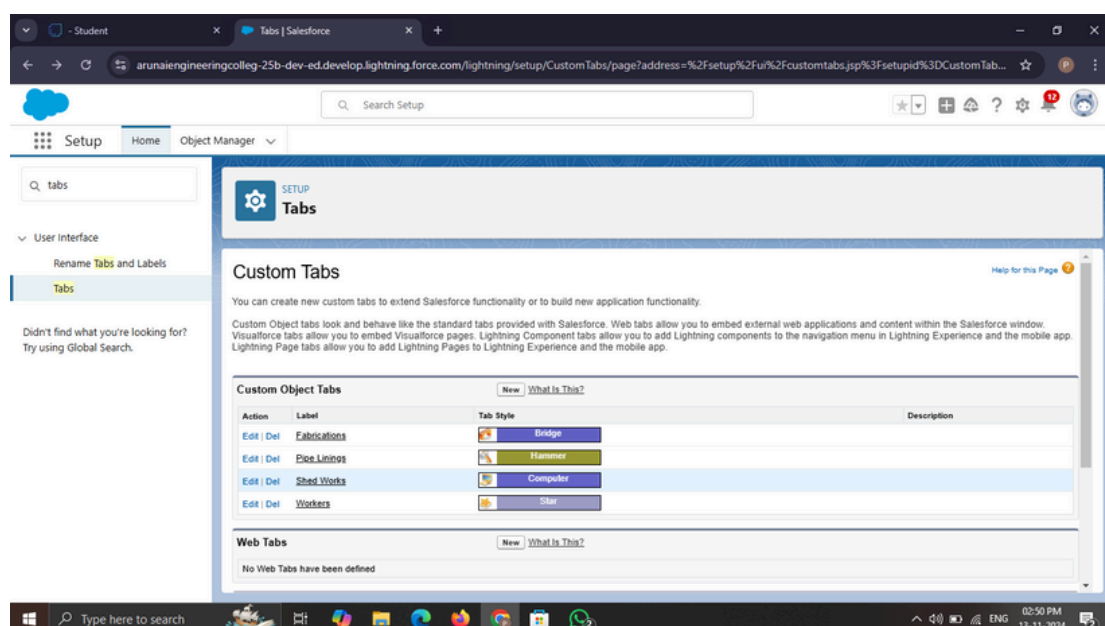 - Student
Tabs | Salesforce
arunaiengineeringcolleg-25b-dev-ed.develop.lightning.force.com/lightning/setup/CustomTabs/page?address=%2Fsetup%2Fui%2Fcustomtabs.jsp%3Fsetupid%3DCustomTab...
P
Search Setup
12
Setup
Home
Object Manager
tabs
User Interface
Rename Tabs and Labels
Tabs
Didn't find what you're looking for?
Try using Global Search.
SETUP
Tabs
Custom Tabs
Help for this Page
You can create new custom tabs to extend Salesforce functionality or to build new application functionality.
Custom Object tabs look and behave like the standard tabs provided with Salesforce. Web tabs allow you to embed external web applications and content within the Salesforce window.
Visualforce tabs allow you to embed Visualforce pages. Lightning Component tabs allow you to add Lightning components to the navigation menu in Lightning Experience and the mobile app.
Lightning Page tabs allow you to add Lightning Pages to Lightning Experience and the mobile app.
Custom Object Tabs New What Is This?
Action Label Tab Style Description
Edit | Del Fabrications Bridge
Edit | Del Pipe Linings Hammer
Edit | Del Shed Works Computer
Edit | Del Workers Star
Web Tabs New What Is This?
No Web Tabs have been defined
Type here to search
ENG
02:50 PM
13-11-2024